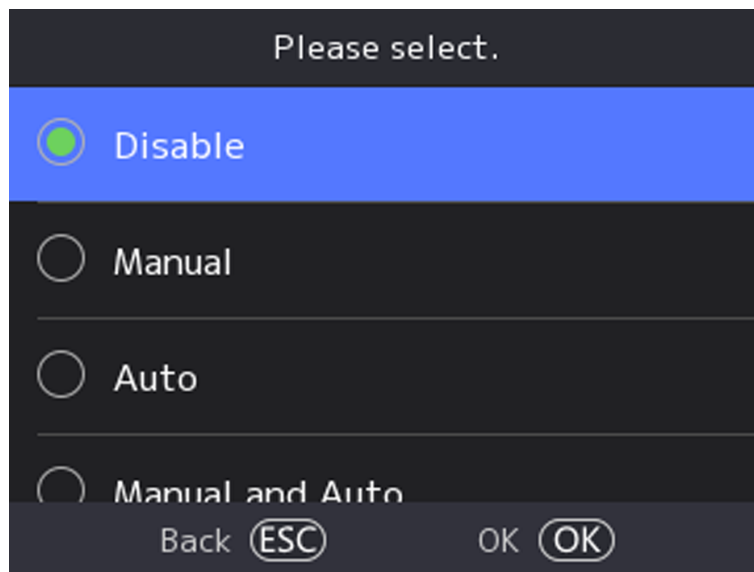 Please select.
Disable
Manual
Auto
Manual and Auto
Back ESC OK OK